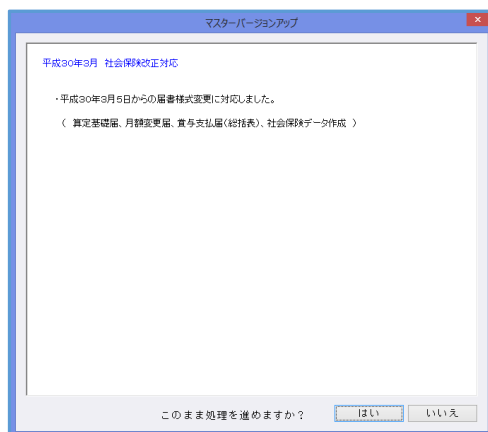 マスターバージョンアップ
平成30年3月 社会保険改正対応
・平成30年3月5日からの届書様式変更に対応しました。
( 算定基礎届、月額変更届、賞与支払届(総括表)、社会保険データ作成 )
このまま処理を進めますか？ はい いいえ